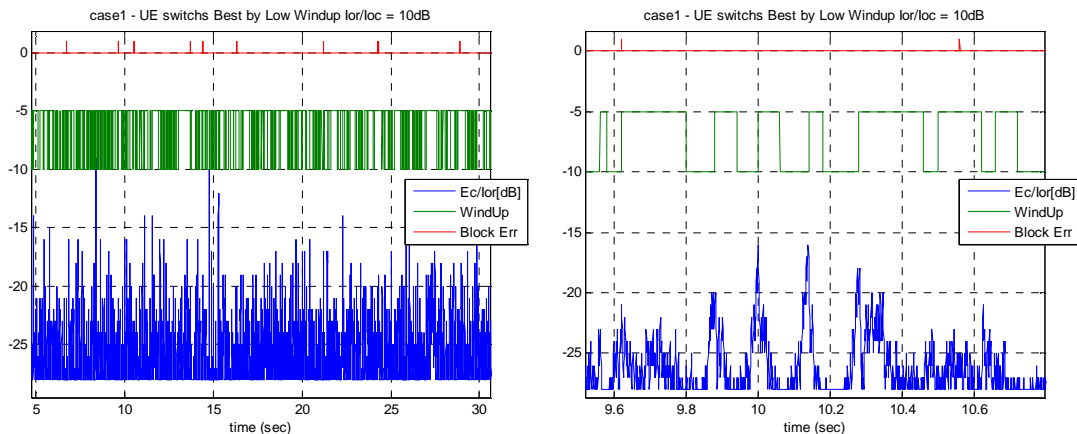 case1 - UE switchs Best by Low Windup Ior/Ioc = 10dB
0
-5
-10
-15
-20
-25
5
10
15
20
25
30
time (sec)
Ec/Ior[dB]
WindUp
Block Err
case1 - UE switchs Best by Low Windup Ior/Ioc = 10dB
0
-5
-10
-15
-20
-25
9.6
9.8
10
10.2
10.4
10.6
time (sec)
Ec/Ior[dB]
WindUp
Block Err